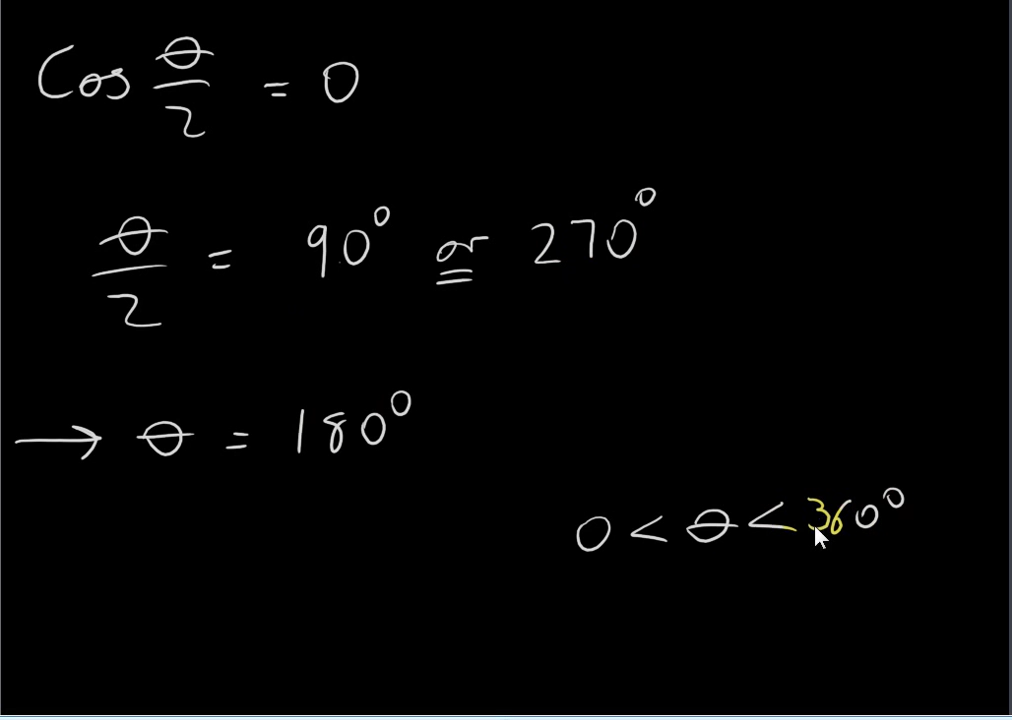 Cos θ/2 = 0
θ/2 = 90° or 270°
→ θ = 180°
0 < θ < 360°